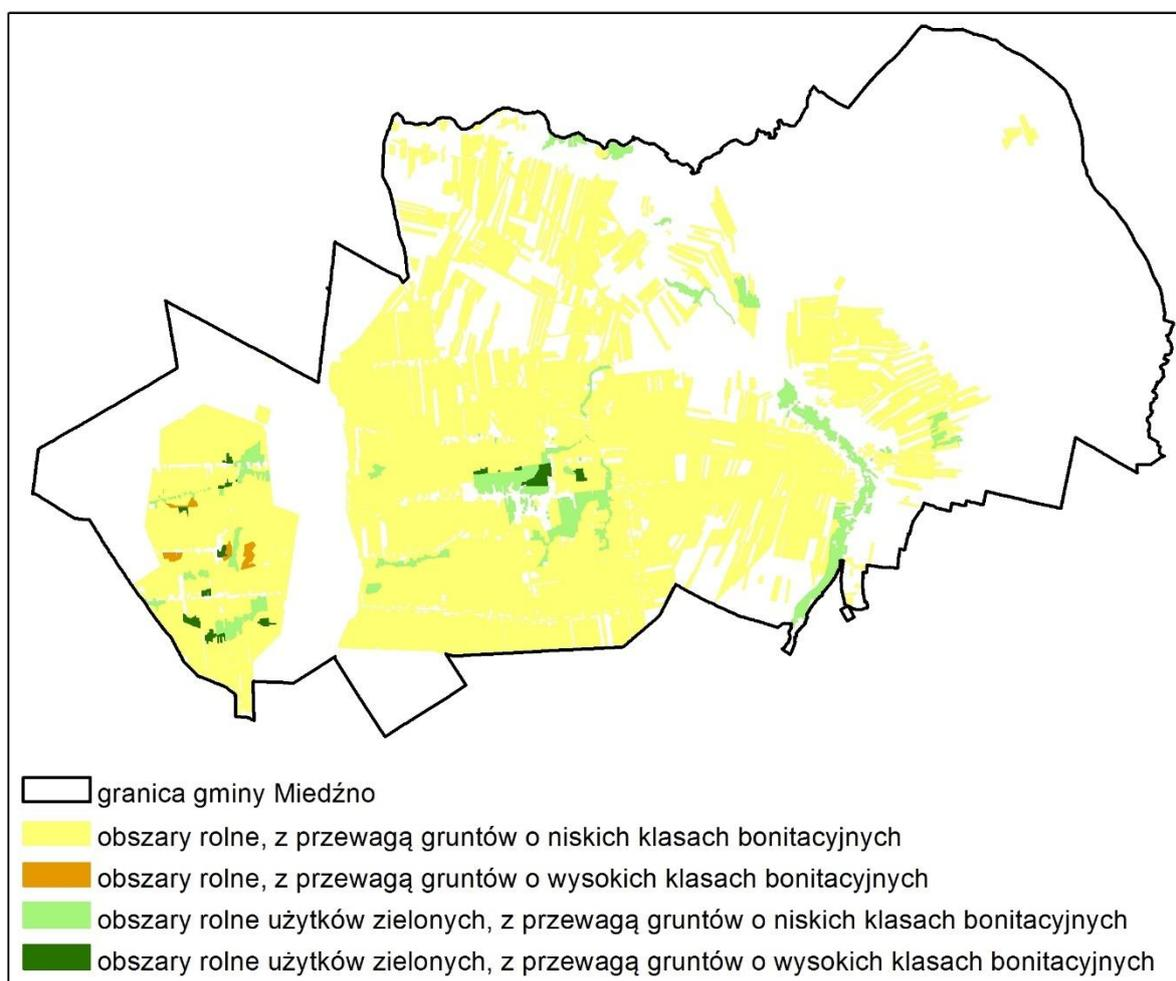 granica gminy Miedźno
obszary rolne, z przewagą gruntów o niskich klasach bonitacyjnych
obszary rolne, z przewagą gruntów o wysokich klasach bonitacyjnych
obszary rolne użytków zielonych, z przewagą gruntów o niskich klasach bonitacyjnych
obszary rolne użytków zielonych, z przewagą gruntów o wysokich klasach bonitacyjnych